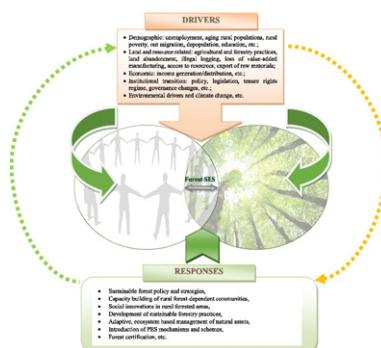 DRIVERS
• Demographic: unemployment, aging rural populations, rural
poverty, out migration, depopulation, education, etc.;
• Land and resource related: agricultural and forestry practices,
land abandonment, illegal logging, loss of value-added
manufacturing, access to resources, export of raw materials;
• Economic: income generation/distribution, etc.;
• Institutional transition: policy, legislation, tenure rights
regime, governance changes, etc.;
• Environmental drivers and climate change, etc.
Forest SES
RESPONSES
• Sustainable forest policy and strategies,
• Capacity building of rural forest-dependent communities,
• Social innovations in rural forested areas,
• Development of sustainable forestry practices,
• Adaptive, ecosystem based management of natural assets,
• Introduction of PES mechanisms and schemes,
• Forest certification, etc.